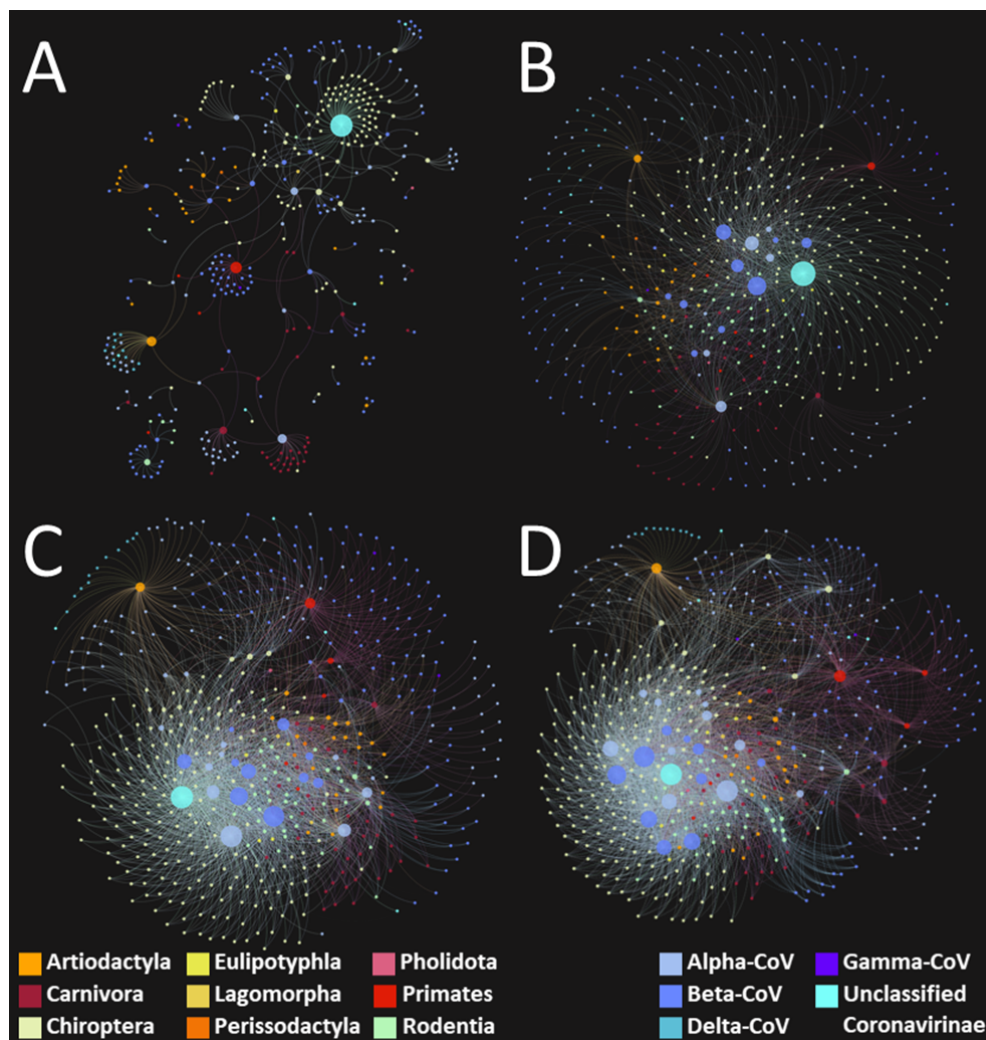 A
B
C
D
Artiodactyla
Eulipotyphla
Pholidota
Alpha-CoV
Gamma-CoV
Carnivora
Lagomorpha
Primates
Beta-CoV
Unclassified
Chiroptera
Perissodactyla
Rodentia
Delta-CoV
Coronavirinae